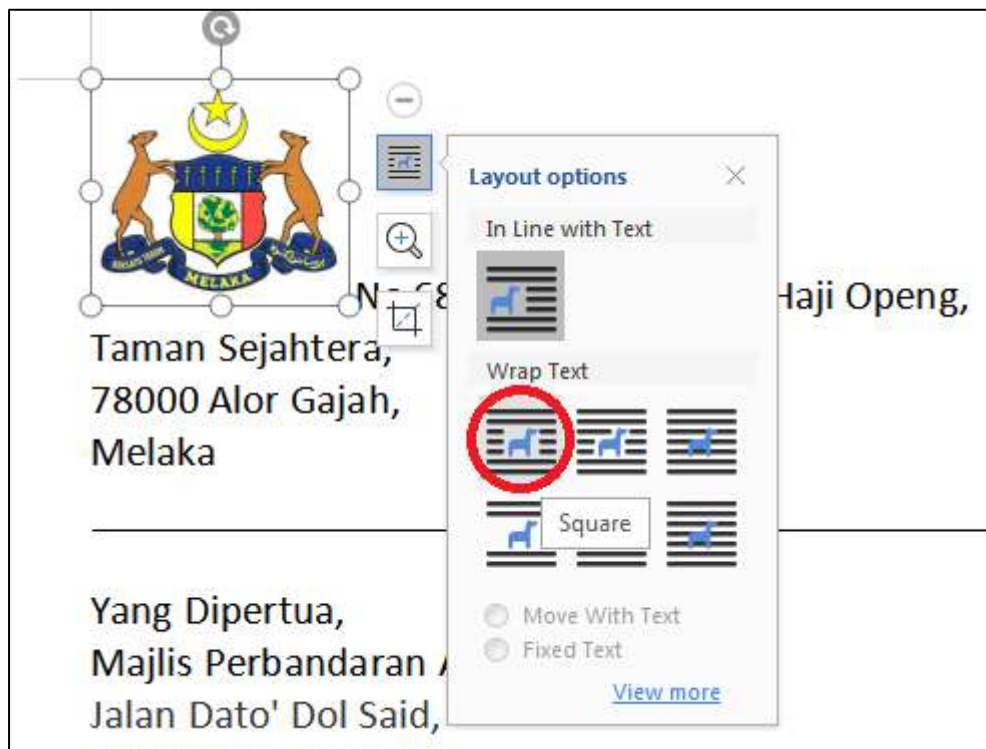 MELAKA
Layout options
In Line with Text
Haji Openg,
Taman Sejahtera,
78000 Alor Gajah,
Melaka
Wrap Text
Square
Yang Dipertua,
Majlis Perbandaran
Jalan Dato' Dol Said,
Move With Text
Fixed Text
View more